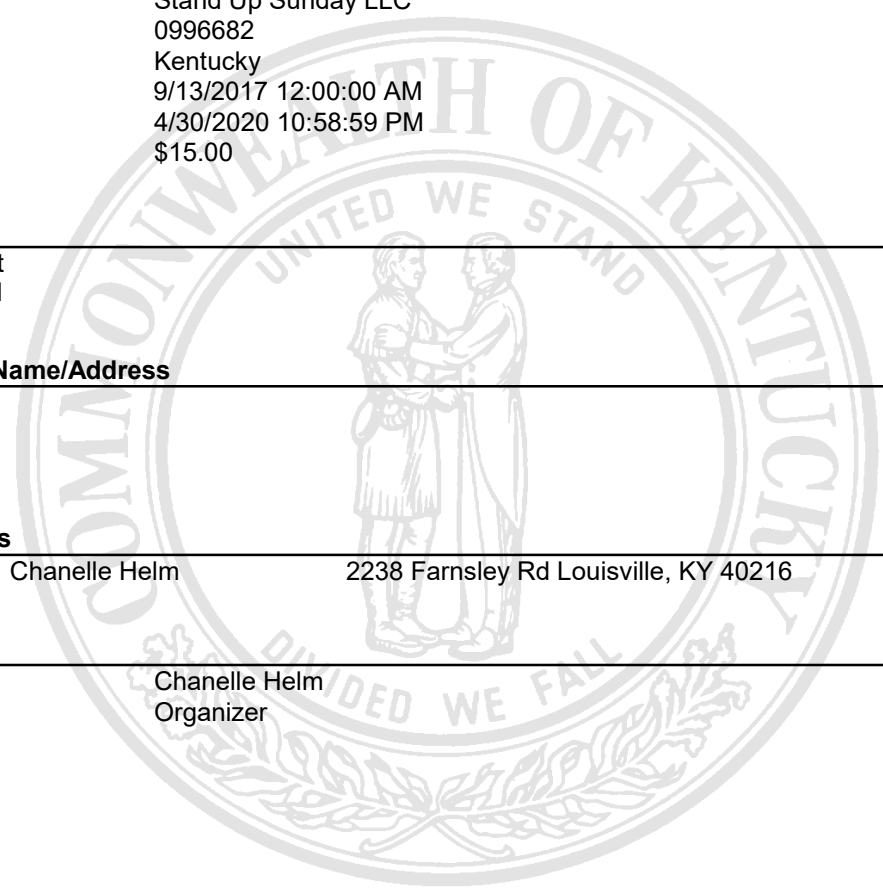 Stand Up Sunday LLC
0996682
Kentucky
9/13/2017 12:00:00 AM
4/30/2020 10:58:59 PM
$15.00
Name/Address
Chanelle Helm 2238 Farnsley Rd Louisville, KY 40216
Chanelle Helm
Organizer
COMMONWEALTH OF KENTUCKY
UNITED WE STAND
DIVIDED WE FALL